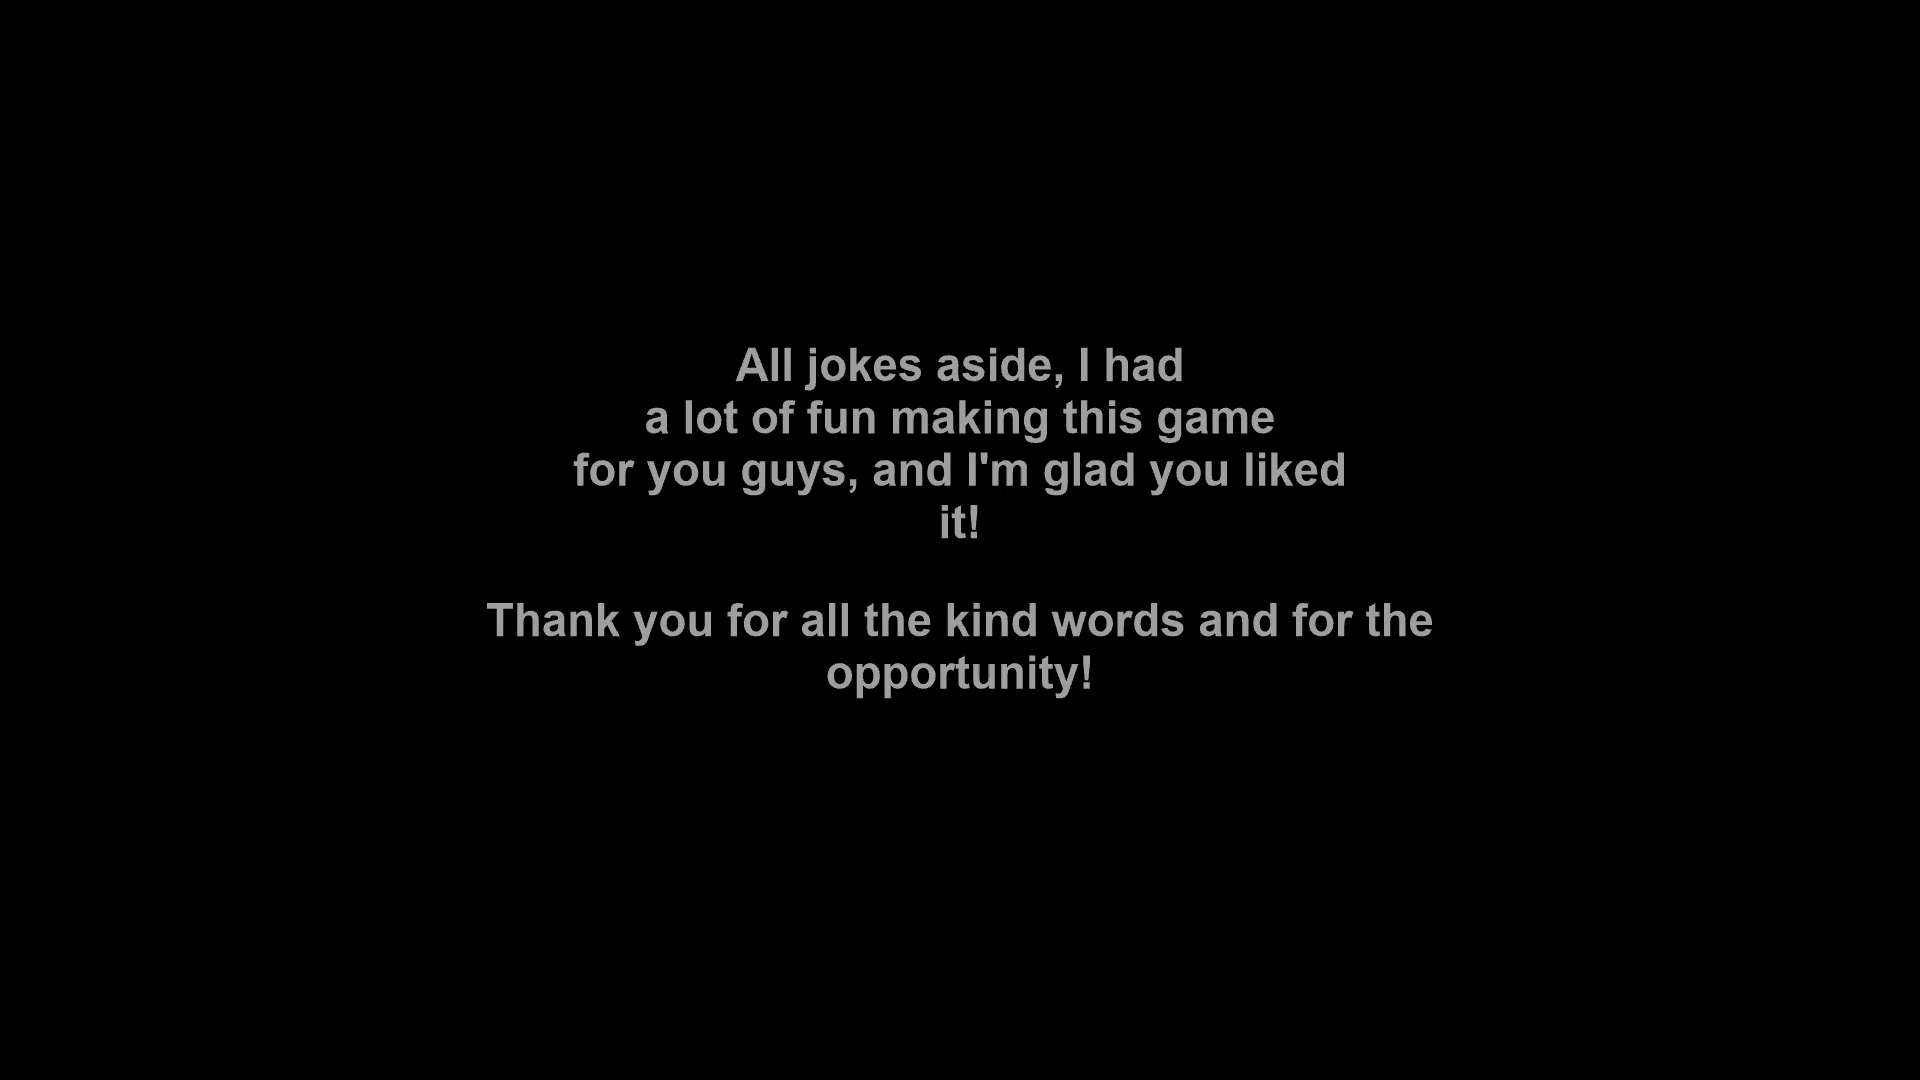 All jokes aside, I had
a lot of fun making this game
for you guys, and I'm glad you liked
it!
Thank you for all the kind words and for the
opportunity!